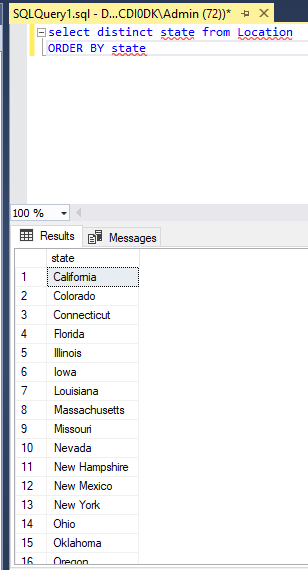 SQLQuery1.sql - D...CDI0DK\Admin (72))*
select distinct state from Location
ORDER BY state
100 %
Results
Messages
state
1 California
2 Colorado
3 Connecticut
4 Florida
5 Illinois
6 Iowa
7 Louisiana
8 Massachusetts
9 Missouri
10 Nevada
11 New Hampshire
12 New Mexico
13 New York
14 Ohio
15 Oklahoma
16 Oregon